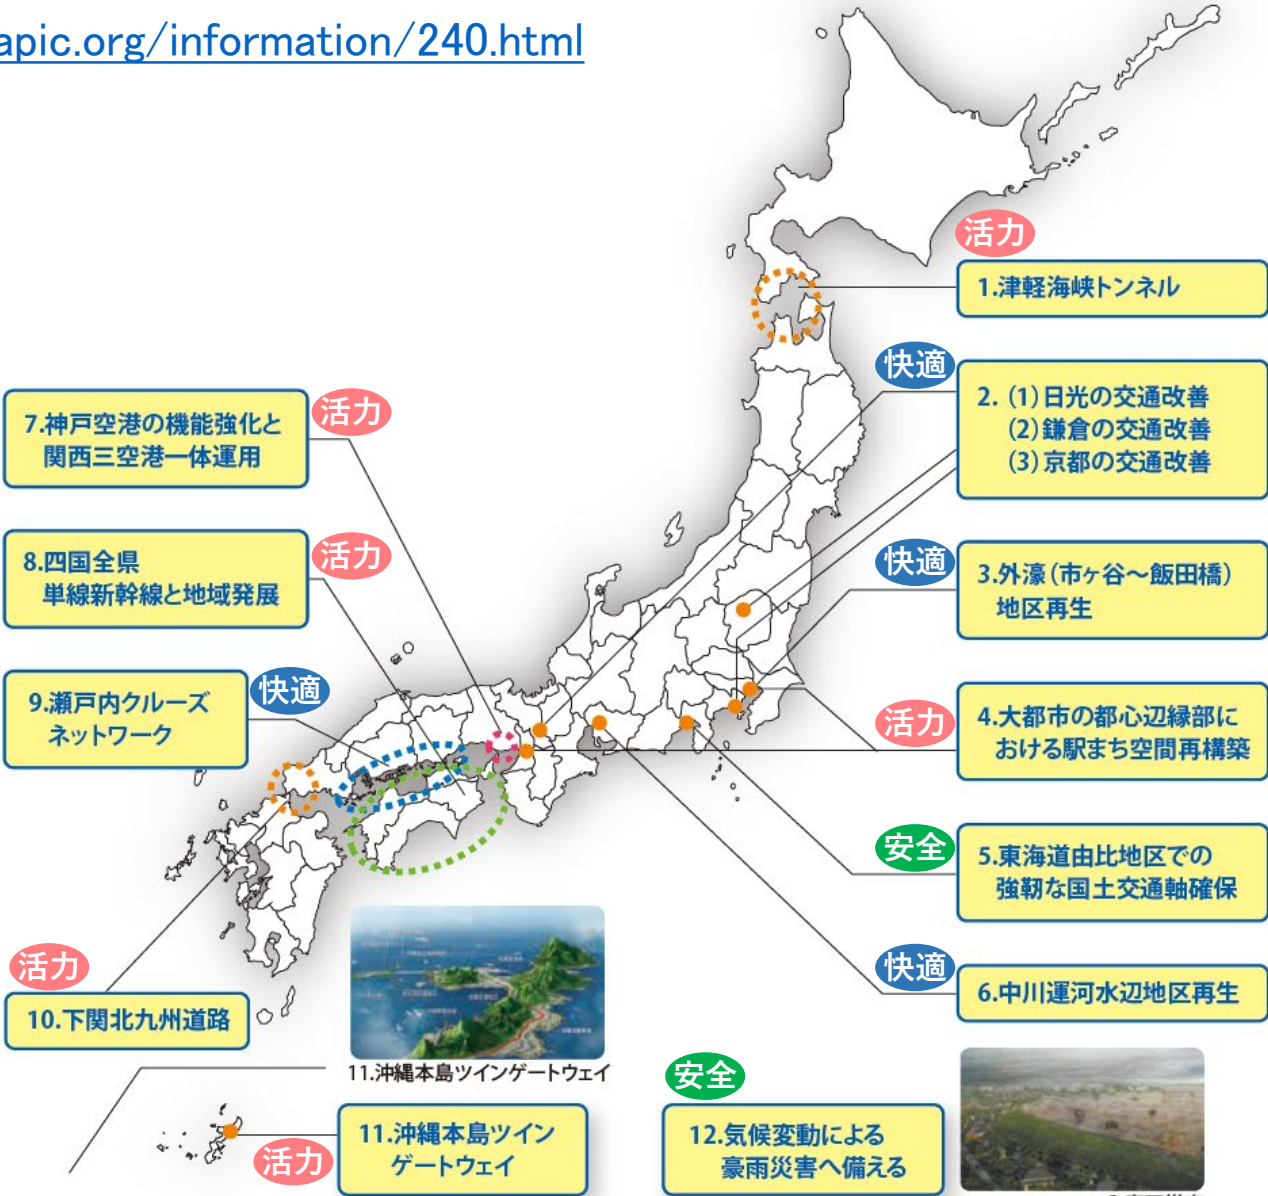 apic.org/information/240.html
活力
1.津軽海峡トンネル
快適
2. (1)日光の交通改善
(2)鎌倉の交通改善
(3)京都の交通改善
快適
3.外濠(市ヶ谷～飯田橋)
地区再生
活力
4.大都市の都心辺縁部に
おける駅まち空間再構築
安全
5.東海道由比地区での
強靭な国土交通軸確保
快適
6.中川運河水辺地区再生
7.神戸空港の機能強化と
関西三空港一体運用
活力
8.四国全県
単線新幹線と地域発展
活力
9.瀬戸内クルーズ
ネットワーク
快適
活力
10.下関北九州道路
11.沖縄本島ツインゲートウェイ
11.沖縄本島ツイン
ゲートウェイ
活力
安全
12.気候変動による
豪雨災害へ備える